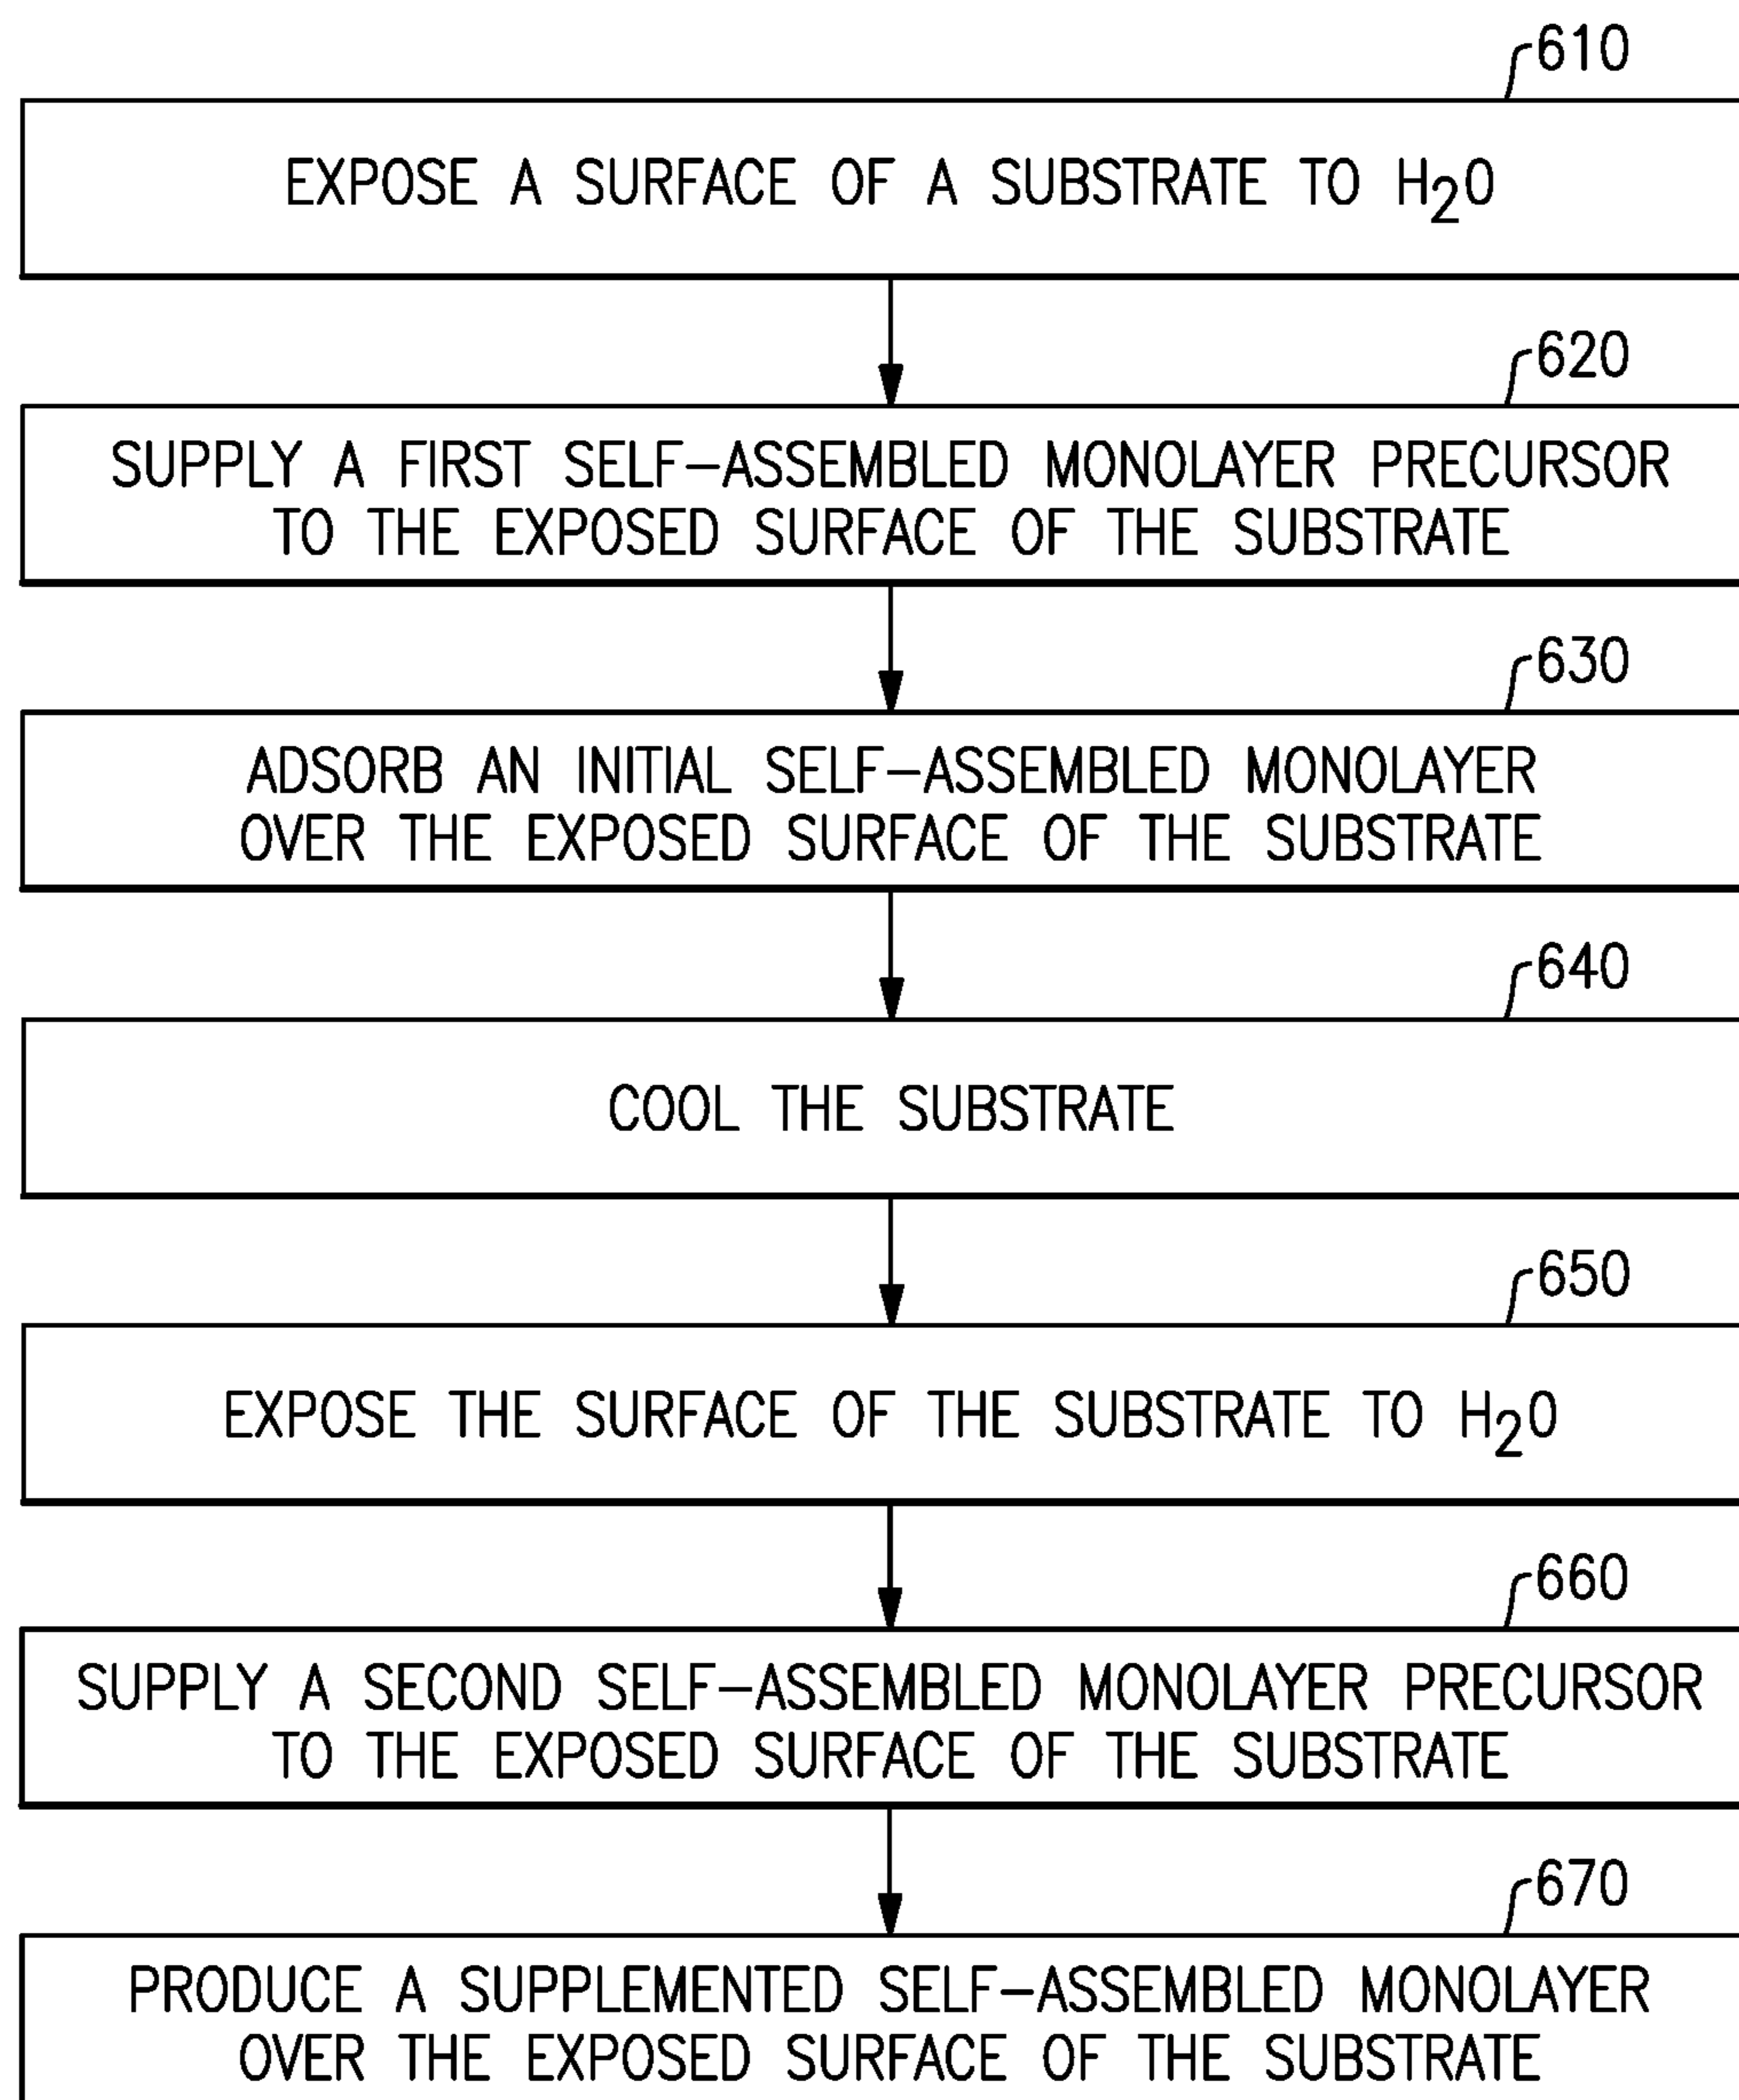 610
EXPOSE A SURFACE OF A SUBSTRATE TO H₂O
620
SUPPLY A FIRST SELF-ASSEMBLED MONOLAYER PRECURSOR
TO THE EXPOSED SURFACE OF THE SUBSTRATE
630
ADSORB AN INITIAL SELF-ASSEMBLED MONOLAYER
OVER THE EXPOSED SURFACE OF THE SUBSTRATE
640
COOL THE SUBSTRATE
650
EXPOSE THE SURFACE OF THE SUBSTRATE TO H₂O
660
SUPPLY A SECOND SELF-ASSEMBLED MONOLAYER PRECURSOR
TO THE EXPOSED SURFACE OF THE SUBSTRATE
670
PRODUCE A SUPPLEMENTED SELF-ASSEMBLED MONOLAYER
OVER THE EXPOSED SURFACE OF THE SUBSTRATE